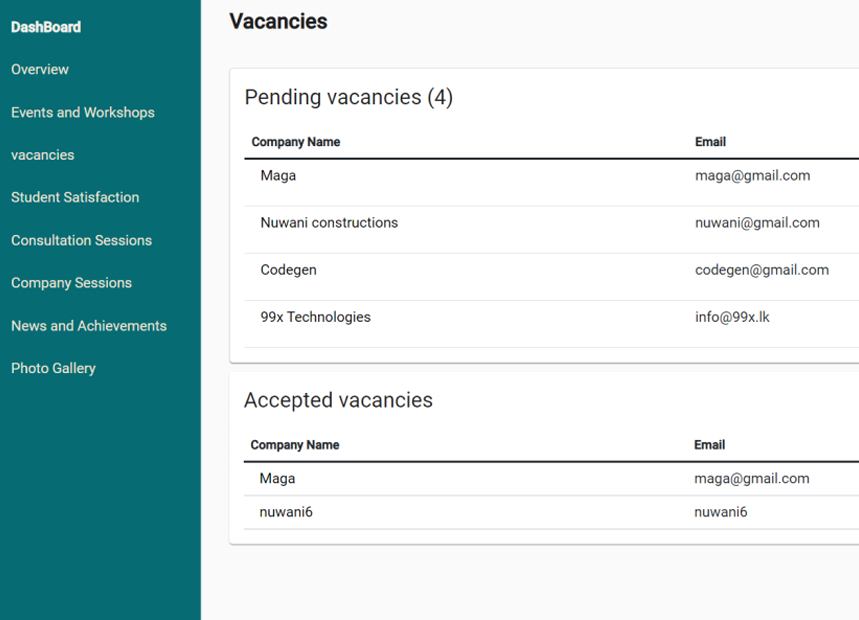 DashBoard
Overview
Events and Workshops
vacancies
Student Satisfaction
Consultation Sessions
Company Sessions
News and Achievements
Photo Gallery
Vacancies
Pending vacancies (4)
Company Name Email
Maga maga@gmail.com
Nuwani constructions nuwani@gmail.com
Codegen codegen@gmail.com
99x Technologies info@99x.lk
Accepted vacancies
Company Name Email
Maga maga@gmail.com
nuwani6 nuwani6